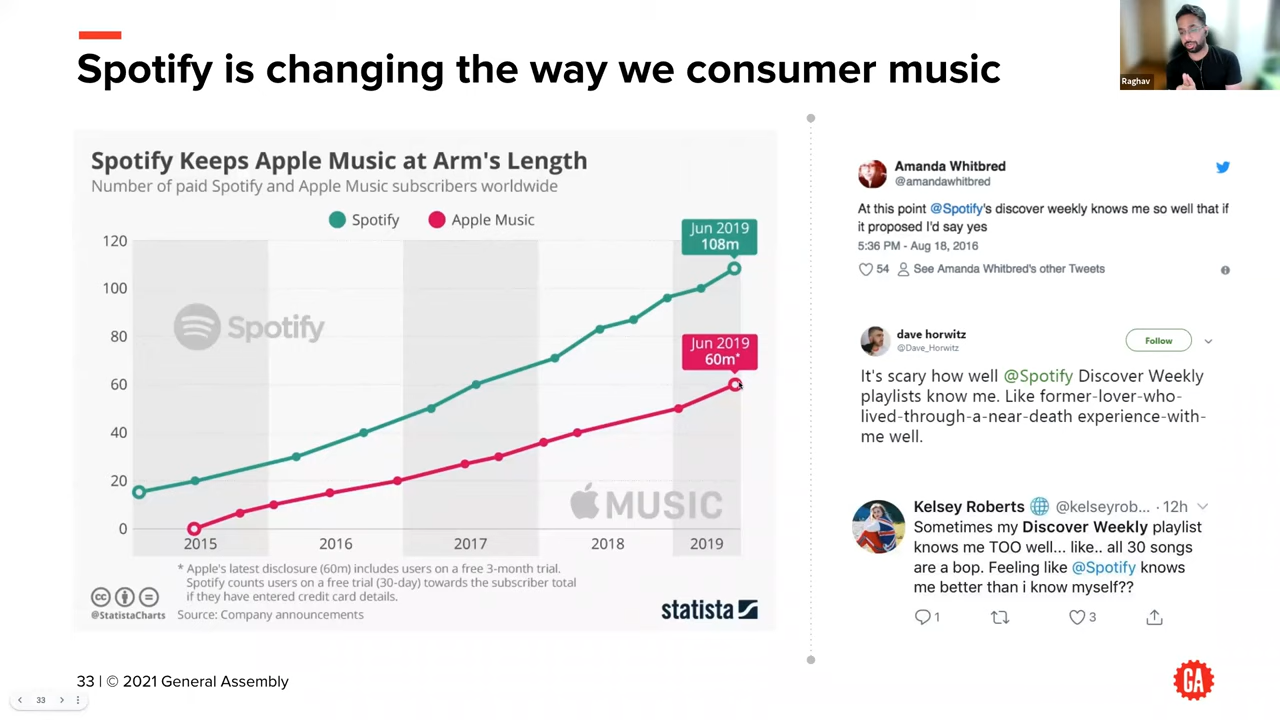 Spotify is changing the way we consumer music
Raghav
Spotify Keeps Apple Music at Arm's Length
Number of paid Spotify and Apple Music subscribers worldwide
Spotify
Apple Music
Jun 2019
108m
120
100
80
60
40
20
0
Spotify
Jun 2019
60m*
MUSIC
2015
2016
2017
2018
2019
* Apple's latest disclosure (60m) includes users on a free 3-month trial.
Spotify counts users on a free trial (30-day) towards the subscriber total
if they have entered credit card details.
@StatistaCharts
Source: Company announcements
statista
Amanda Whitbred
@amandawhitbred
At this point @Spotify's discover weekly knows me so well that if
it proposed I'd say yes
5:36 PM - Aug 18, 2016
54 See Amanda Whitbred's other Tweets
dave horwitz
@Dave_Horwitz
Follow
It's scary how well @Spotify Discover Weekly
playlists know me. Like former-lover-who-
lived-through-a-near-death experience-with-
me well.
Kelsey Roberts @kelseyrob... · 12h
Sometimes my Discover Weekly playlist
knows me TOO well... like.. all 30 songs
are a bop. Feeling like @Spotify knows
me better than i know myself??
1
3
33 | © 2021 General Assembly
33
GA